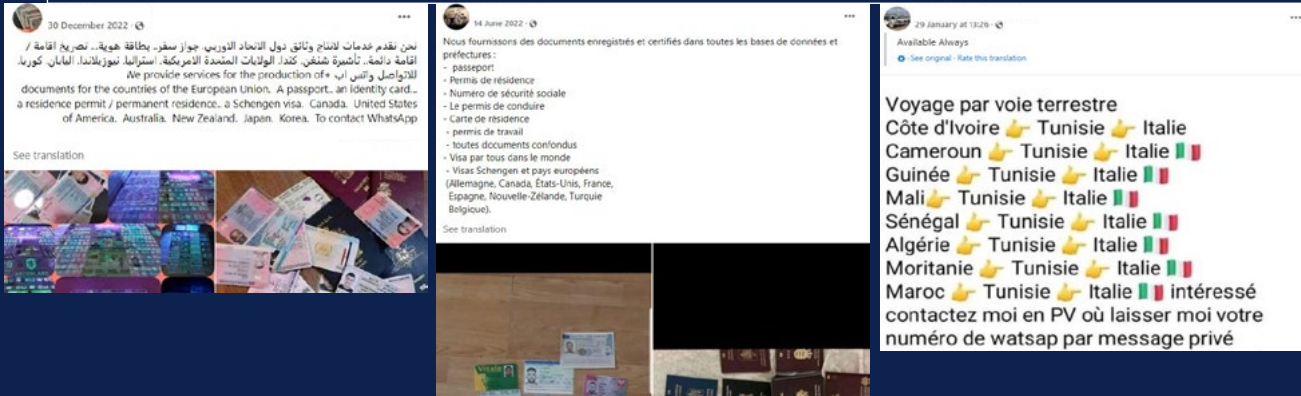 30 December 2022 ·
نحن نقدم خدمات لانتاج وثائق دول الاتحاد الاوربي. جواز سفر.. بطاقة هوية... تصريح اقامة /
اقامة دائمة.. تأشيرة شنغن. كندا. الولايات المتحدة الامريكية. استراليا. نيوزيلاندا. اليابان. كوريا.
للاتواصل واتس اب +We provide services for the production of
documents for the countries of the European Union. A passport.. an identity card...
a residence permit / permanent residence.. a Schengen visa. Canada. United States
of America. Australia. New Zealand. Japan. Korea. To contact WhatsApp
See translation
14 June 2022 ·
Nous fournissons des documents enregistrés et certifiés dans toutes les bases de données et
préfectures :
- passeport
- Permis de résidence
- Numéro de sécurité sociale
- Le permis de conduire
- Carte de résidence
- permis de travail
- toutes documents confondus
- Visa par tous dans le monde
- Visas Schengen et pays européens
(Allemagne, Canada, États-Unis, France,
Espagne, Nouvelle-Zélande, Turquie
Belgique).
See translation
Vitale
29 January at 13:26 ·
Available Always
· See original · Rate this translation
Voyage par voie terrestre
Côte d'Ivoire 👉 Tunisie 👉 Italie
Cameroun 👉 Tunisie 👉 Italie 🇮🇹
Guinée 👉 Tunisie 👉 Italie 🇮🇹
Mali👉 Tunisie 👉 Italie 🇮🇹
Sénégal 👉 Tunisie 👉 Italie 🇮🇹
Algérie 👉 Tunisie 👉 Italie 🇮🇹
Moritanie 👉 Tunisie 👉 Italie 🇮🇹
Maroc 👉 Tunisie 👉 Italie 🇮🇹 intéressé
contactez moi en PV où laisser moi votre
numéro de watsap par message privé